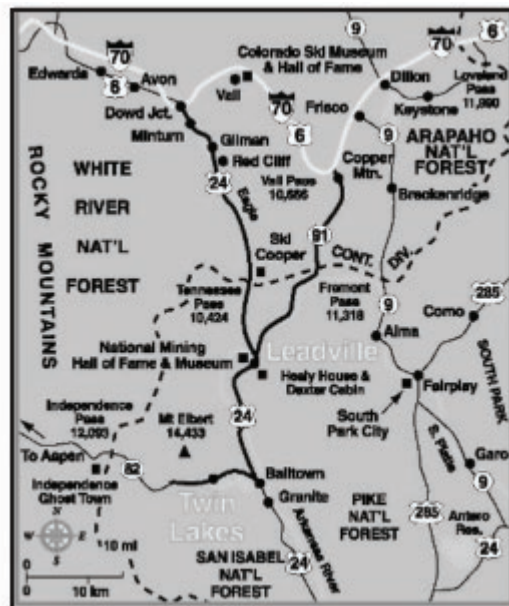 6
9
70
70
Colorado Ski Museum
& Hall of Fame
Edwards
Avon
6
Vail
Dillon
Loveland
Pass
11,990
Keystone
Dowd Jct.
70
Frisco
Minturn
6
9
ARAPAHO
NAT'L
FOREST
Gilman
Red Cliff
Copper
Mtn.
24
Vail Pass
10,666
Breckenridge
ROCKY MOUNTAINS
WHITE
RIVER
NAT'L
FOREST
Eagle
91
Ski
Cooper
CONT. DIV.
Tennessee
Pass
10,424
Fremont
Pass
11,318
9
285
Como
Alma
National Mining
Hall of Fame & Museum
Leadville
Healy House &
Dexter Cabin
Fairplay
SOUTH PARK
Independence
Pass
12,093
Mt Elbert
14,433
24
South
Park City
S. Platte
To Aspen
82
Independence
Ghost Town
Balltown
Granite
Garo
9
Twin
Lakes
PIKE
NAT'L
FOREST
285
Antero
Res.
24
N
W
E
S
10 mi
0
10 km
SAN ISABEL
NAT'L
FOREST
24
Arkansas River